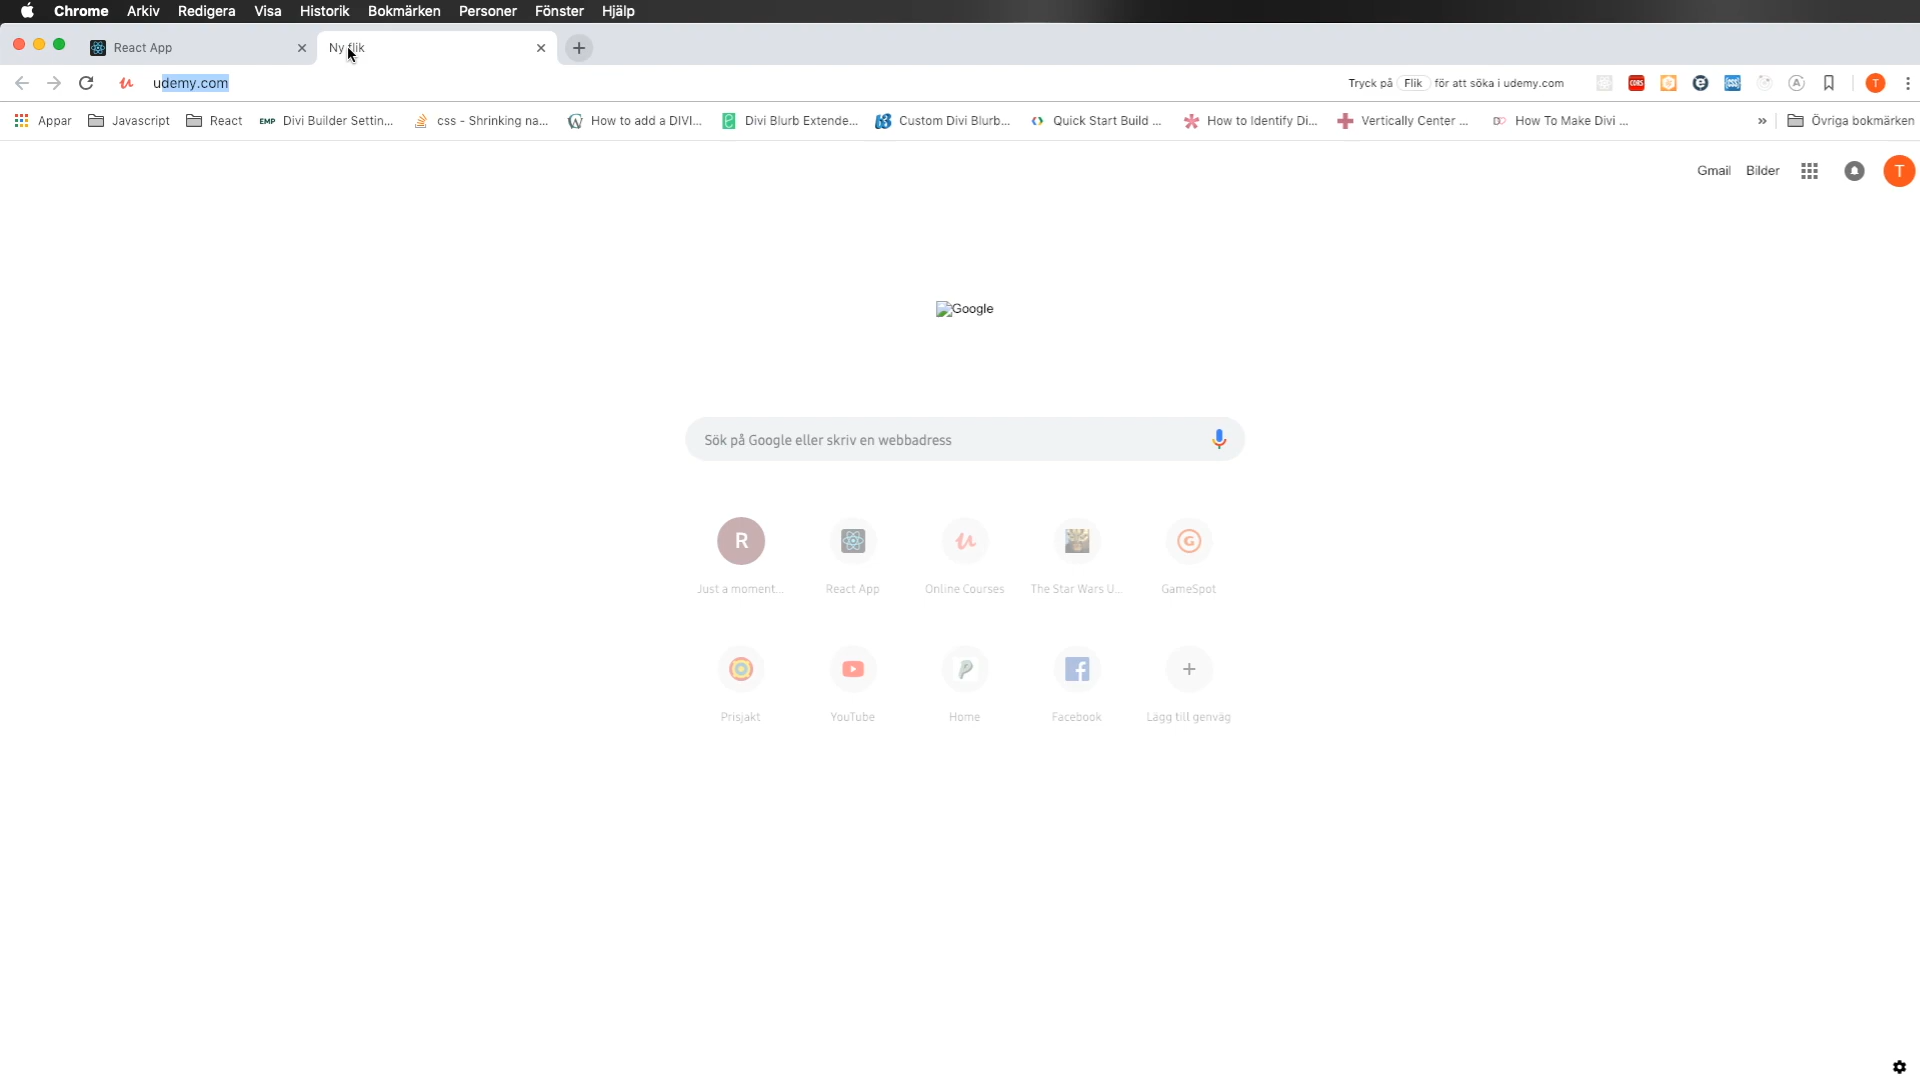 Chrome Arkiv Redigera Visa Historik Bokmärken Personer Fönster Hjälp
React App
Ny flik
udemy.com
Tryck på Flik för att söka i udemy.com
CORS
A
T
Appar Javascript React EMP Divi Builder Settin... css - Shrinking na... How to add a DIVI... Divi Blurb Extende... Custom Divi Blurb... Quick Start Build ... How to Identify Di... Vertically Center ... How To Make Divi ... » Övriga bokmärken
Gmail Bilder T
Google
Sök på Google eller skriv en webbadress
R
Just a moment... React App Online Courses The Star Wars U... GameSpot
Prisjakt YouTube Home Facebook Lägg till genväg